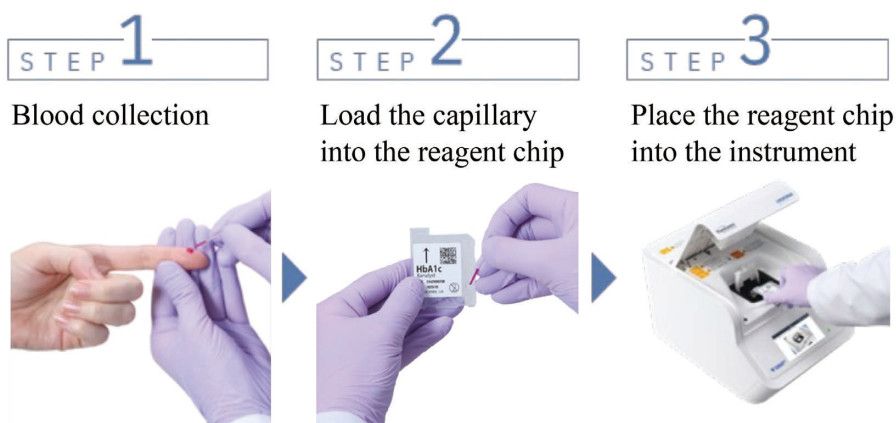 STEP 1
STEP 2
STEP 3
Blood collection
Load the capillary
into the reagent chip
Place the reagent chip
into the instrument
HbA1c